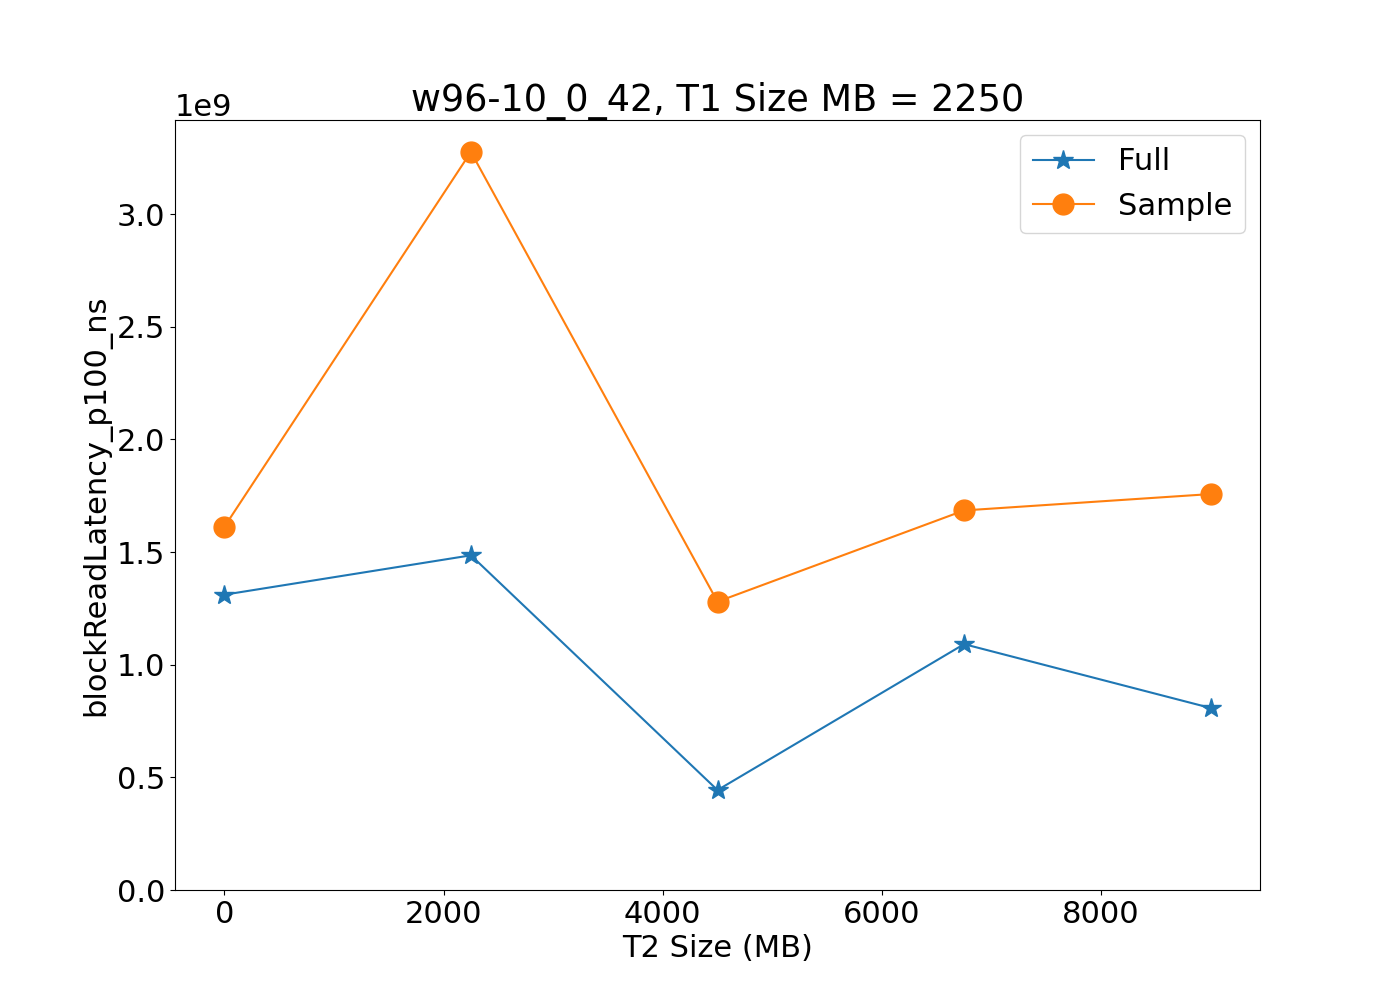 w96-10_0_42, T1 Size MB = 2250
1e9
Full
Sample
3.0
2.5
2.0
1.5
1.0
0.5
0.0
blockReadLatency_p100_ns
0 2000 4000 6000 8000
T2 Size (MB)